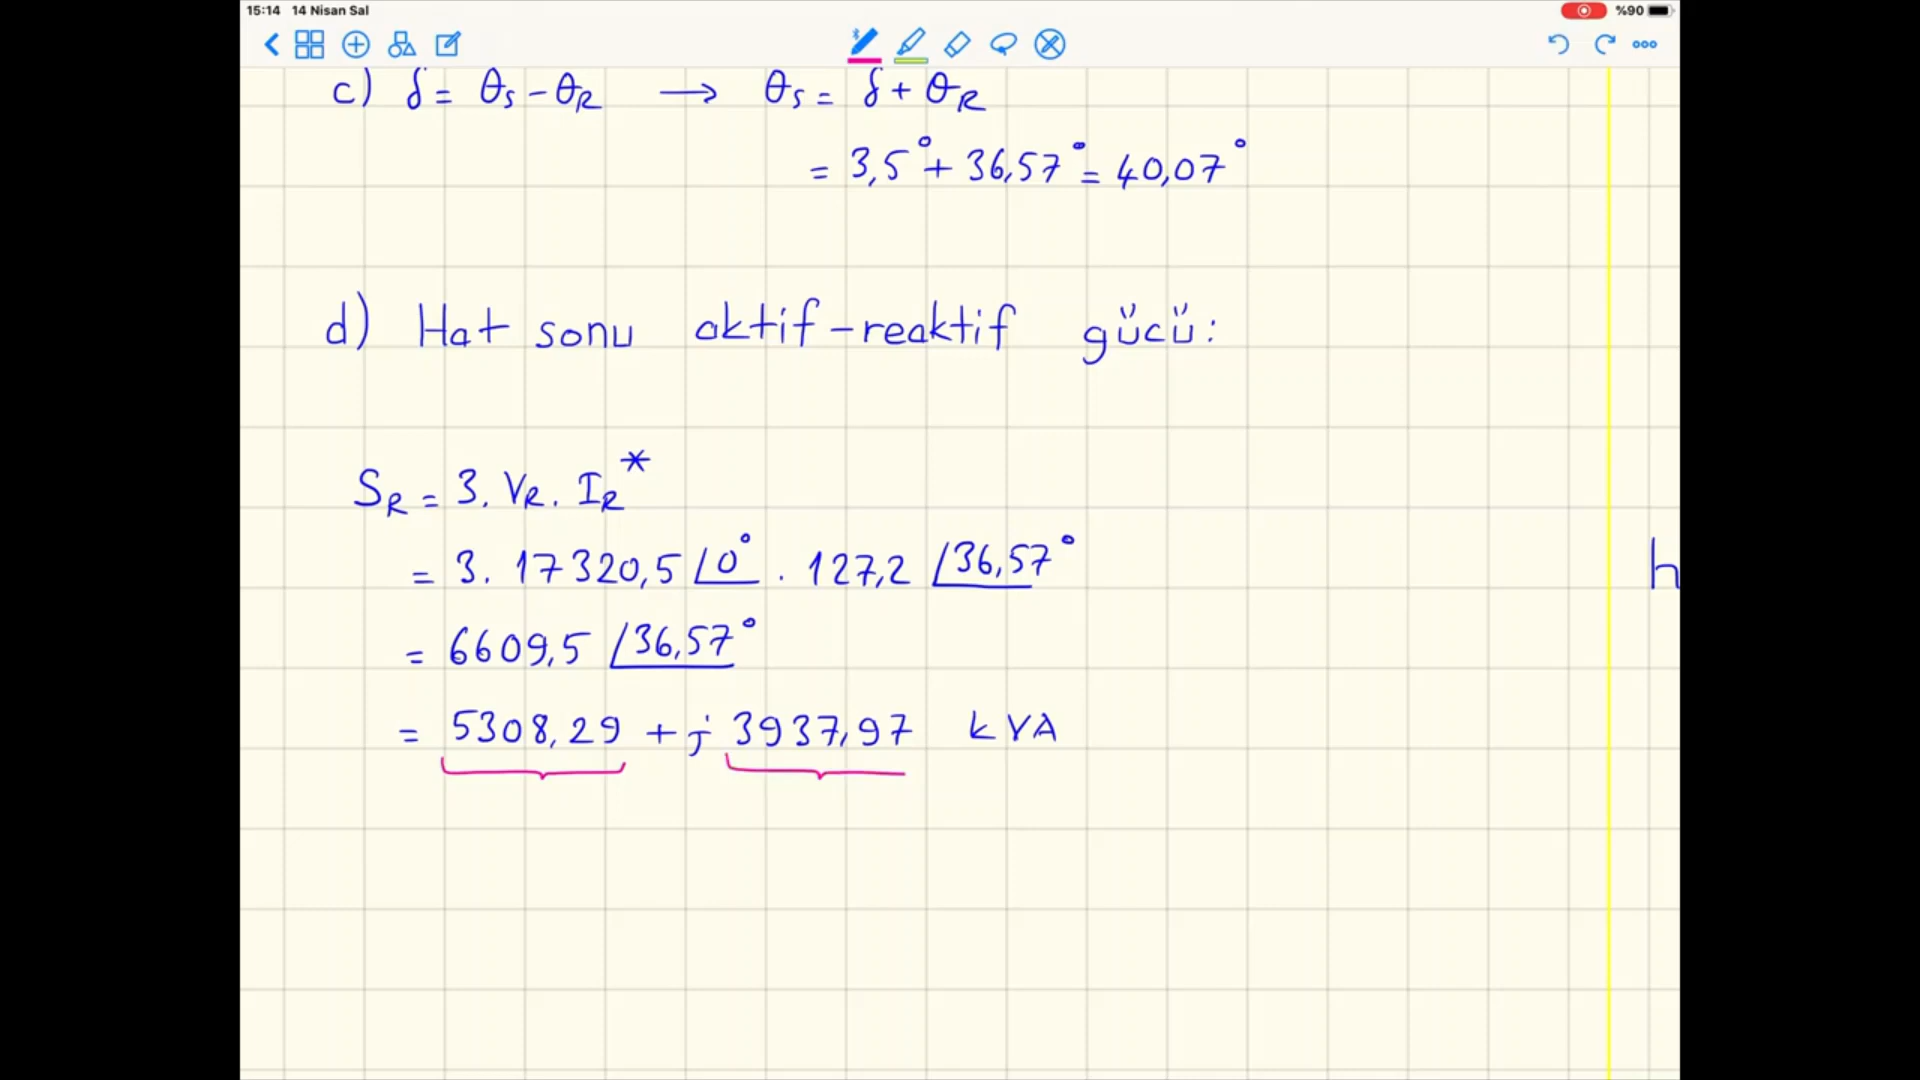 15:14 14 Nisan Sal
%90
c) δ = θS - θR → θS = δ + θR
= 3,5° + 36,57° = 40,07°
d) Hat sonu aktif-reaktif gücü:
SR = 3. VR. IR*
= 3. 17320,5 ∠0° . 127,2 ∠36,57°
h
= 6609,5 ∠36,57°
= 5308,29 + j 3937,97 kVA